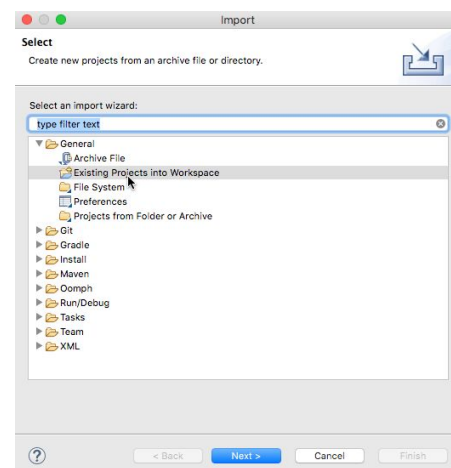 Import
Select
Create new projects from an archive file or directory.
Select an import wizard:
type filter text
General
Archive File
Existing Projects into Workspace
File System
Preferences
Projects from Folder or Archive
Git
Gradle
Install
Maven
Oomph
Run/Debug
Tasks
Team
XML
? < Back Next > Cancel Finish